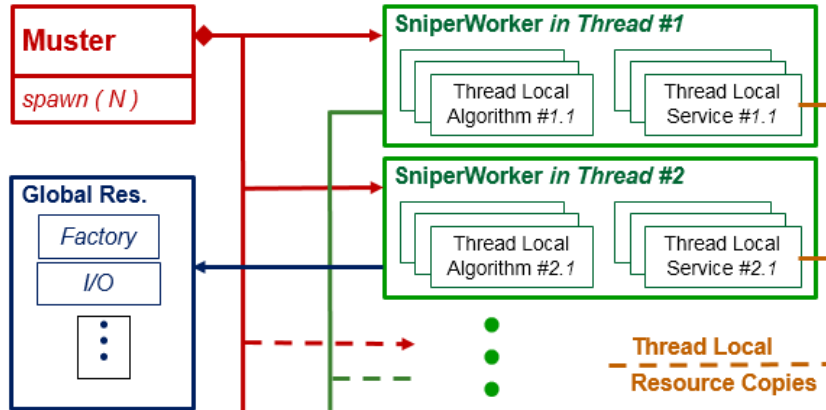 Muster
spawn ( N )
SniperWorker in Thread #1
Thread Local
Algorithm #1.1
Thread Local
Service #1.1
SniperWorker in Thread #2
Thread Local
Algorithm #2.1
Thread Local
Service #2.1
Global Res.
Factory
I/O
Thread Local
Resource Copies